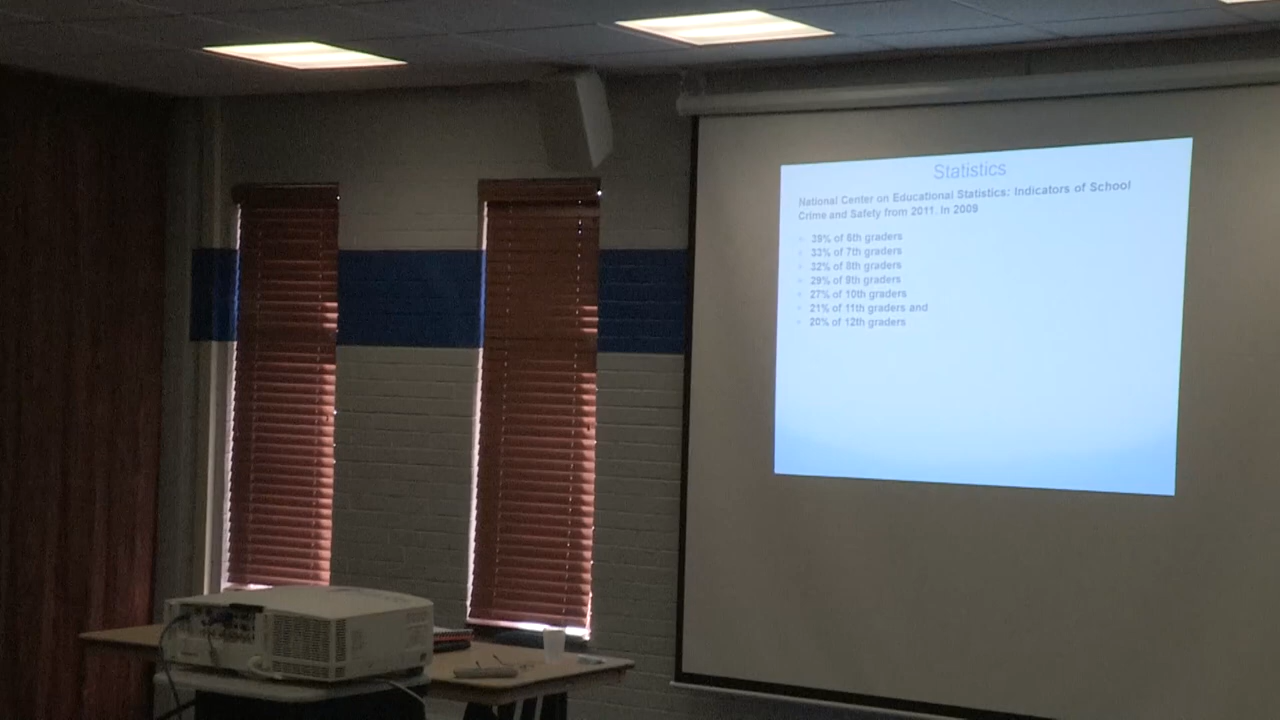 Statistics
National Center on Educational Statistics: Indicators of School
Crime and Safety from 2011. In 2009
39% of 6th graders
33% of 7th graders
32% of 8th graders
29% of 9th graders
27% of 10th graders
21% of 11th graders and
20% of 12th graders